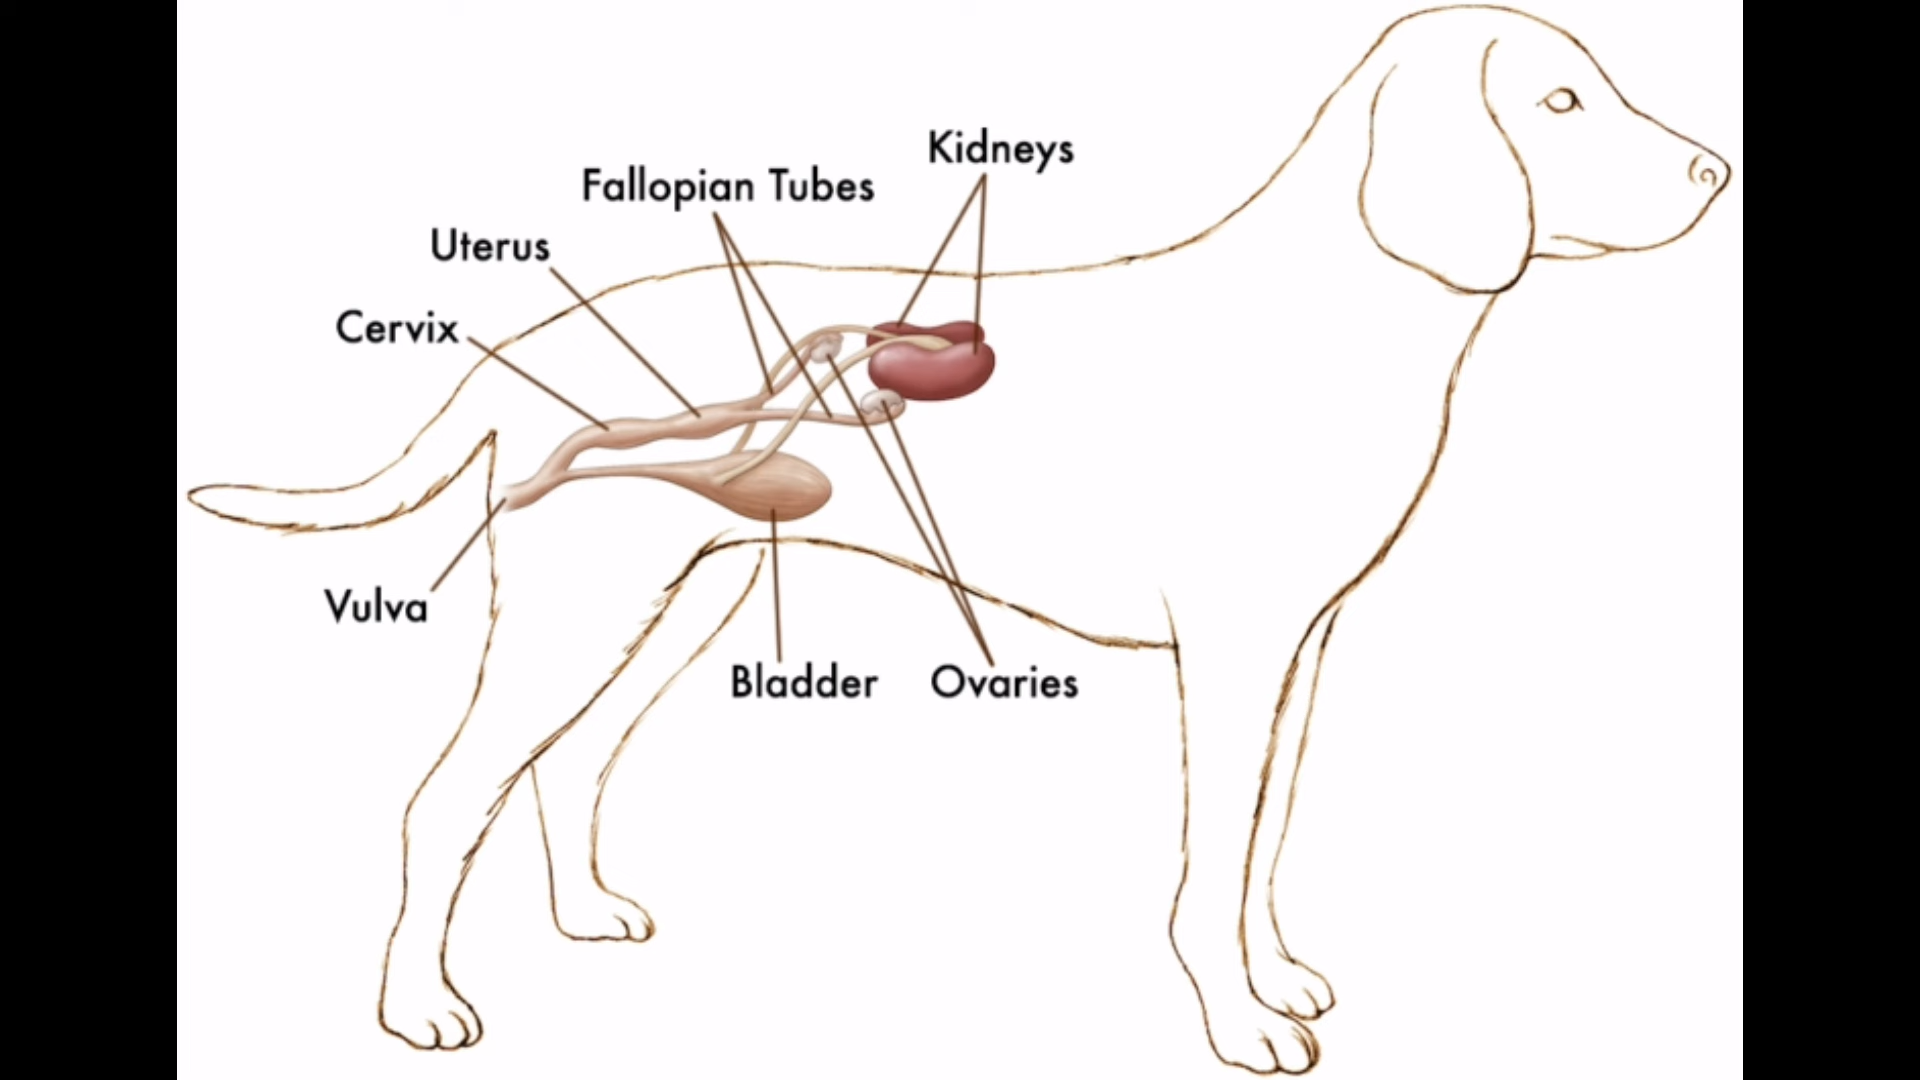 Kidneys
Fallopian Tubes
Uterus
Cervix
Vulva
Bladder
Ovaries